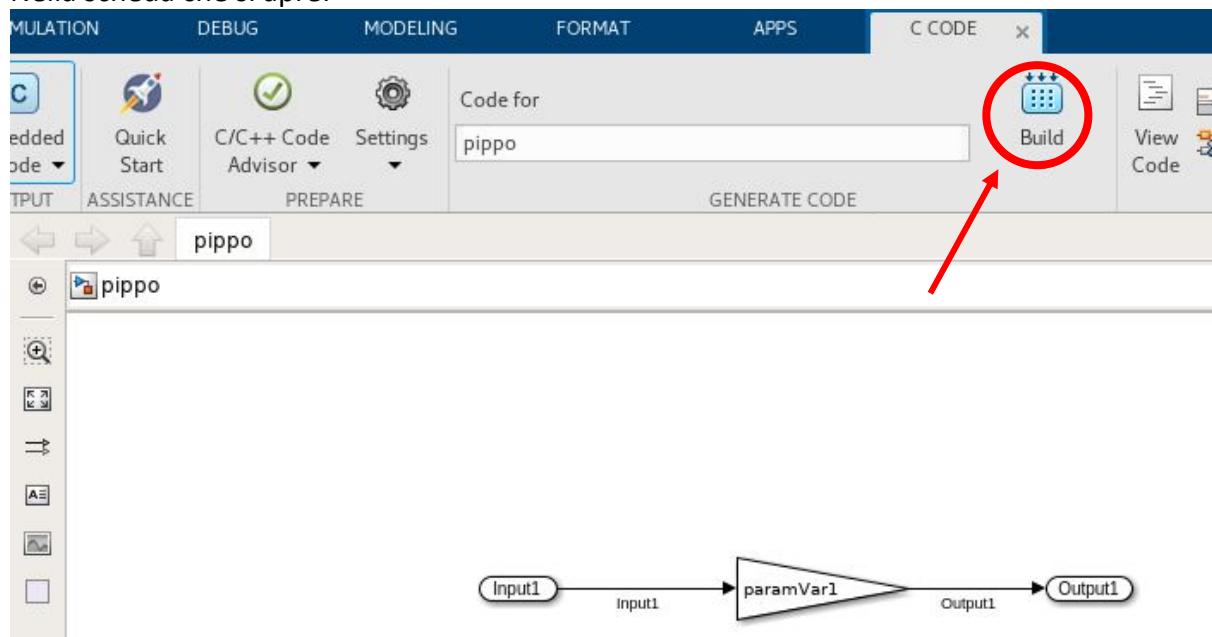 MULATION DEBUG MODELING FORMAT APPS C CODE
C
edded Quick C/C++ Code Settings Code for Build View
ode Start Advisor pippo Code
TPUT ASSISTANCE PREPARE GENERATE CODE
pippo
pippo
A
Input1 Input1 paramVar1 Output1 Output1